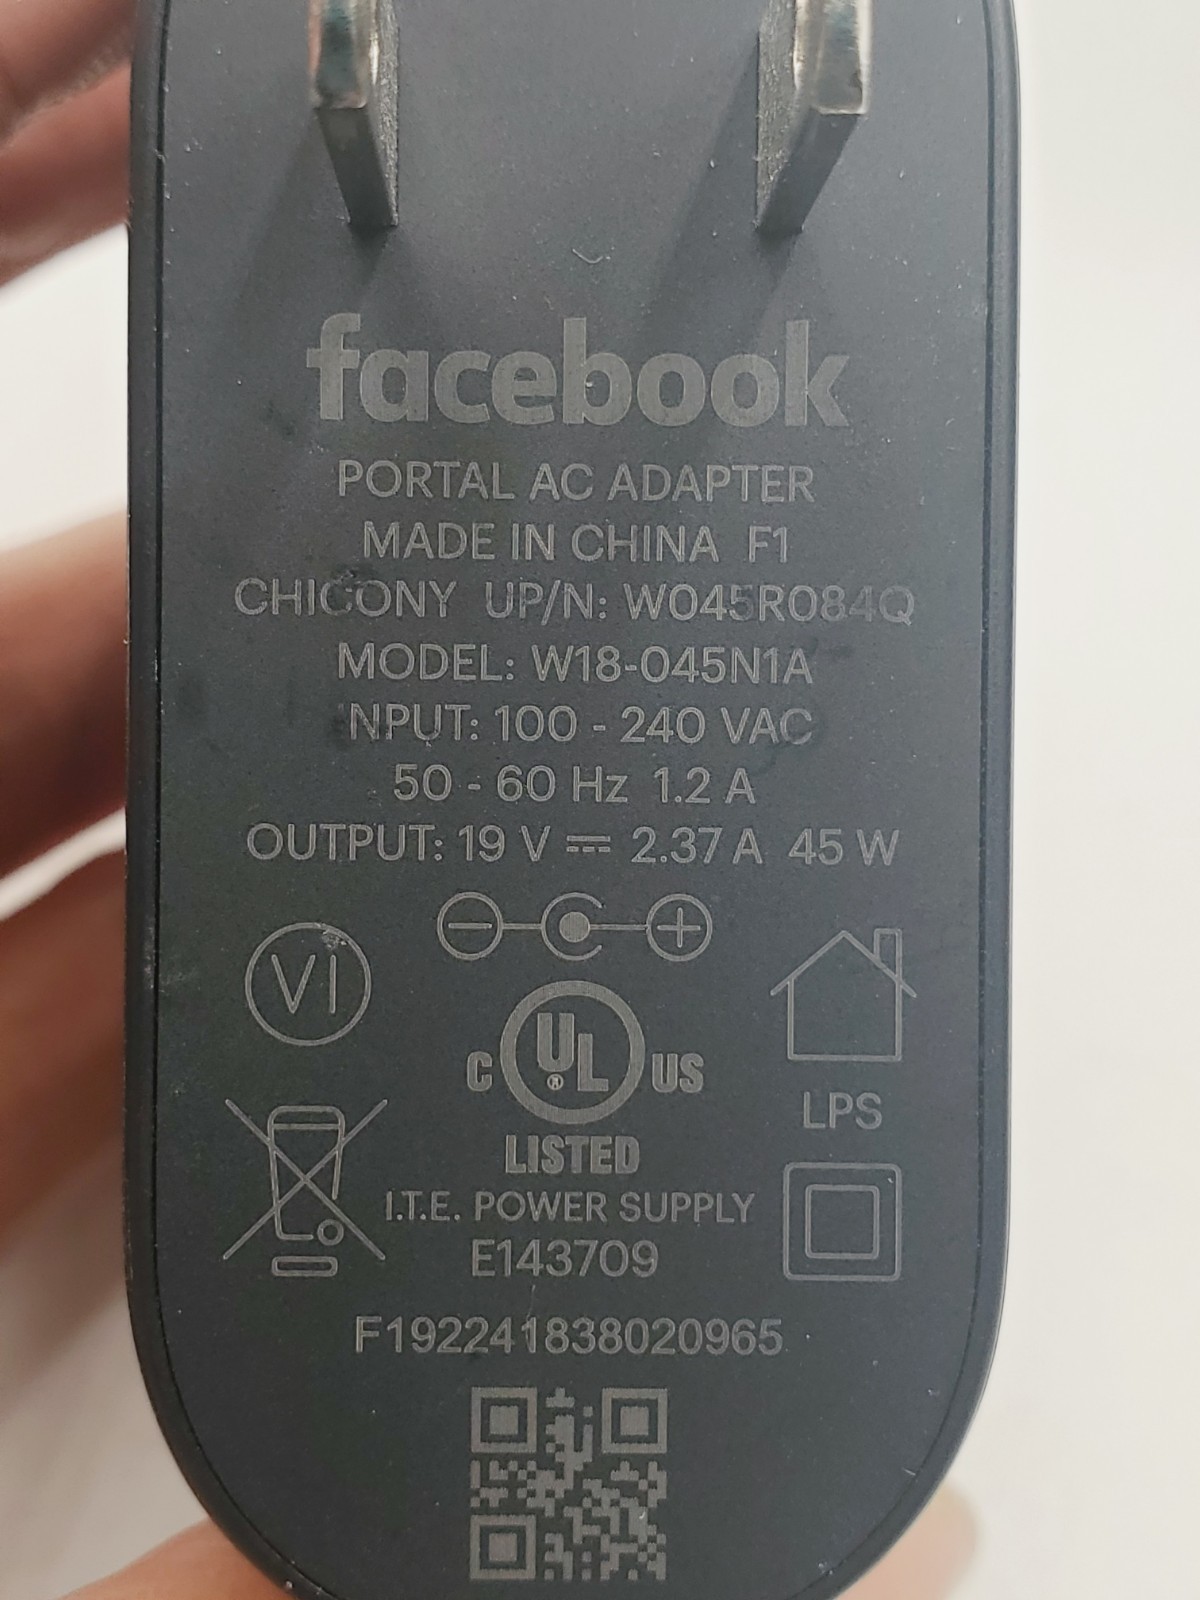 facebook
PORTAL AC ADAPTER
MADE IN CHINA F1
CHICONY UP/N: W045R084Q
MODEL: W18-045N1A
INPUT: 100 - 240 VAC
50 - 60 Hz 1.2 A
OUTPUT: 19 V ⎓ 2.37 A 45 W
VI
C UL ® US
LISTED
LPS
I.T.E. POWER SUPPLY
E143709
F192241838020965